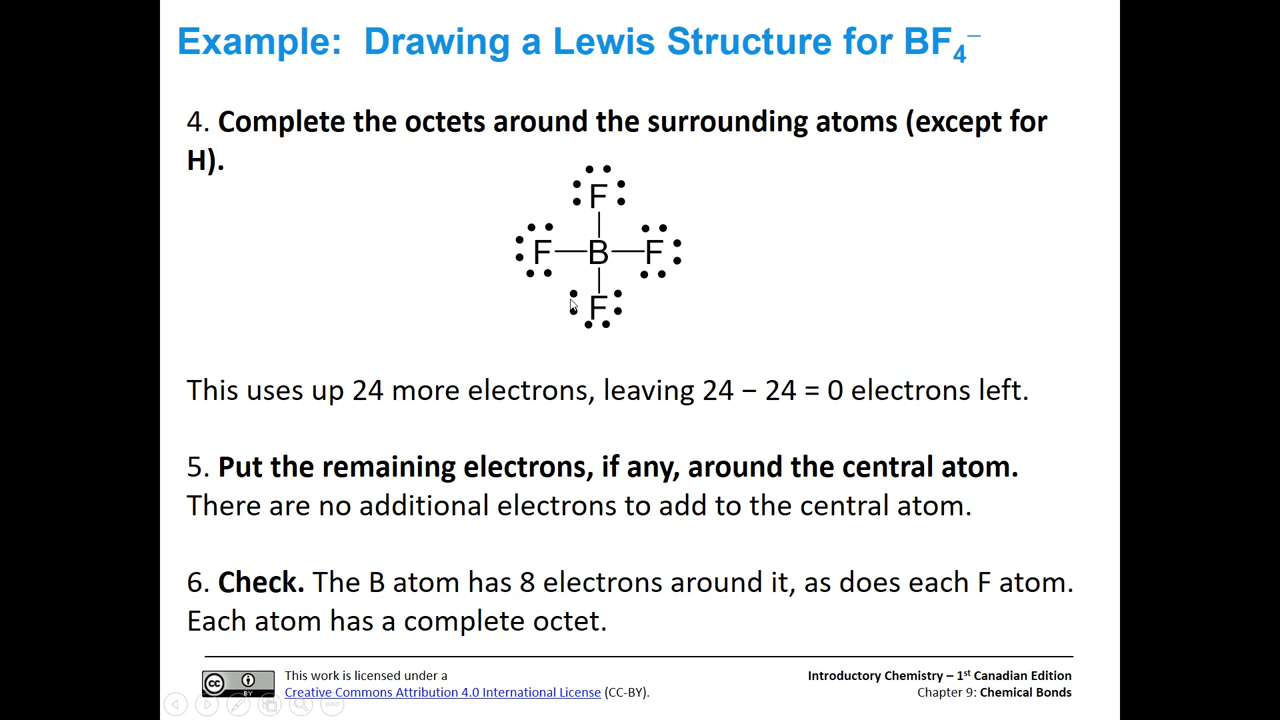 Example: Drawing a Lewis Structure for BF₄⁻
4. Complete the octets around the surrounding atoms (except for
H).
F
F B F
F
This uses up 24 more electrons, leaving 24 − 24 = 0 electrons left.
5. Put the remaining electrons, if any, around the central atom.
There are no additional electrons to add to the central atom.
6. Check. The B atom has 8 electrons around it, as does each F atom.
Each atom has a complete octet.
cc BY
This work is licensed under a
Creative Commons Attribution 4.0 International License (CC-BY).
Introductory Chemistry – 1st Canadian Edition
Chapter 9: Chemical Bonds